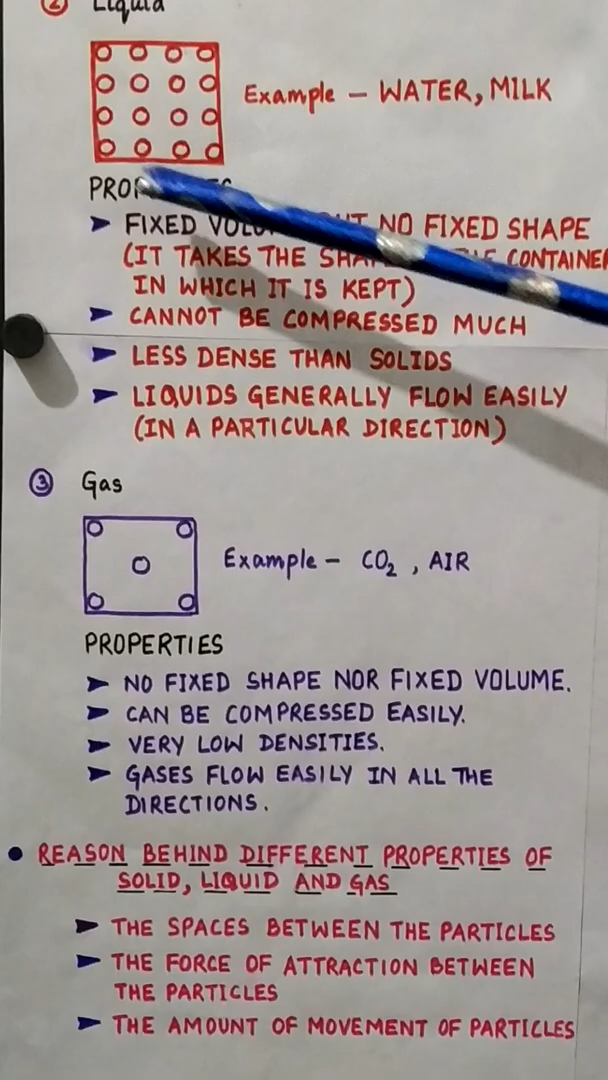 ② Liquid
Example - WATER, MILK
FIXED NO FIXED SHAPE
(IT TAKES THE CONTAINER
IN WHICH IT IS KEPT)
CANNOT BE COMPRESSED MUCH
LESS DENSE THAN SOLIDS
LIQUIDS GENERALLY FLOW EASILY
(IN A PARTICULAR DIRECTION)
③ Gas
Example - CO₂ , AIR
PROPERTIES
NO FIXED SHAPE NOR FIXED VOLUME.
CAN BE COMPRESSED EASILY.
VERY LOW DENSITIES.
GASES FLOW EASILY IN ALL THE
DIRECTIONS.
REASON BEHIND DIFFERENT PROPERTIES OF
SOLID, LIQUID AND GAS
THE SPACES BETWEEN THE PARTICLES
THE FORCE OF ATTRACTION BETWEEN
THE PARTICLES
THE AMOUNT OF MOVEMENT OF PARTICLES